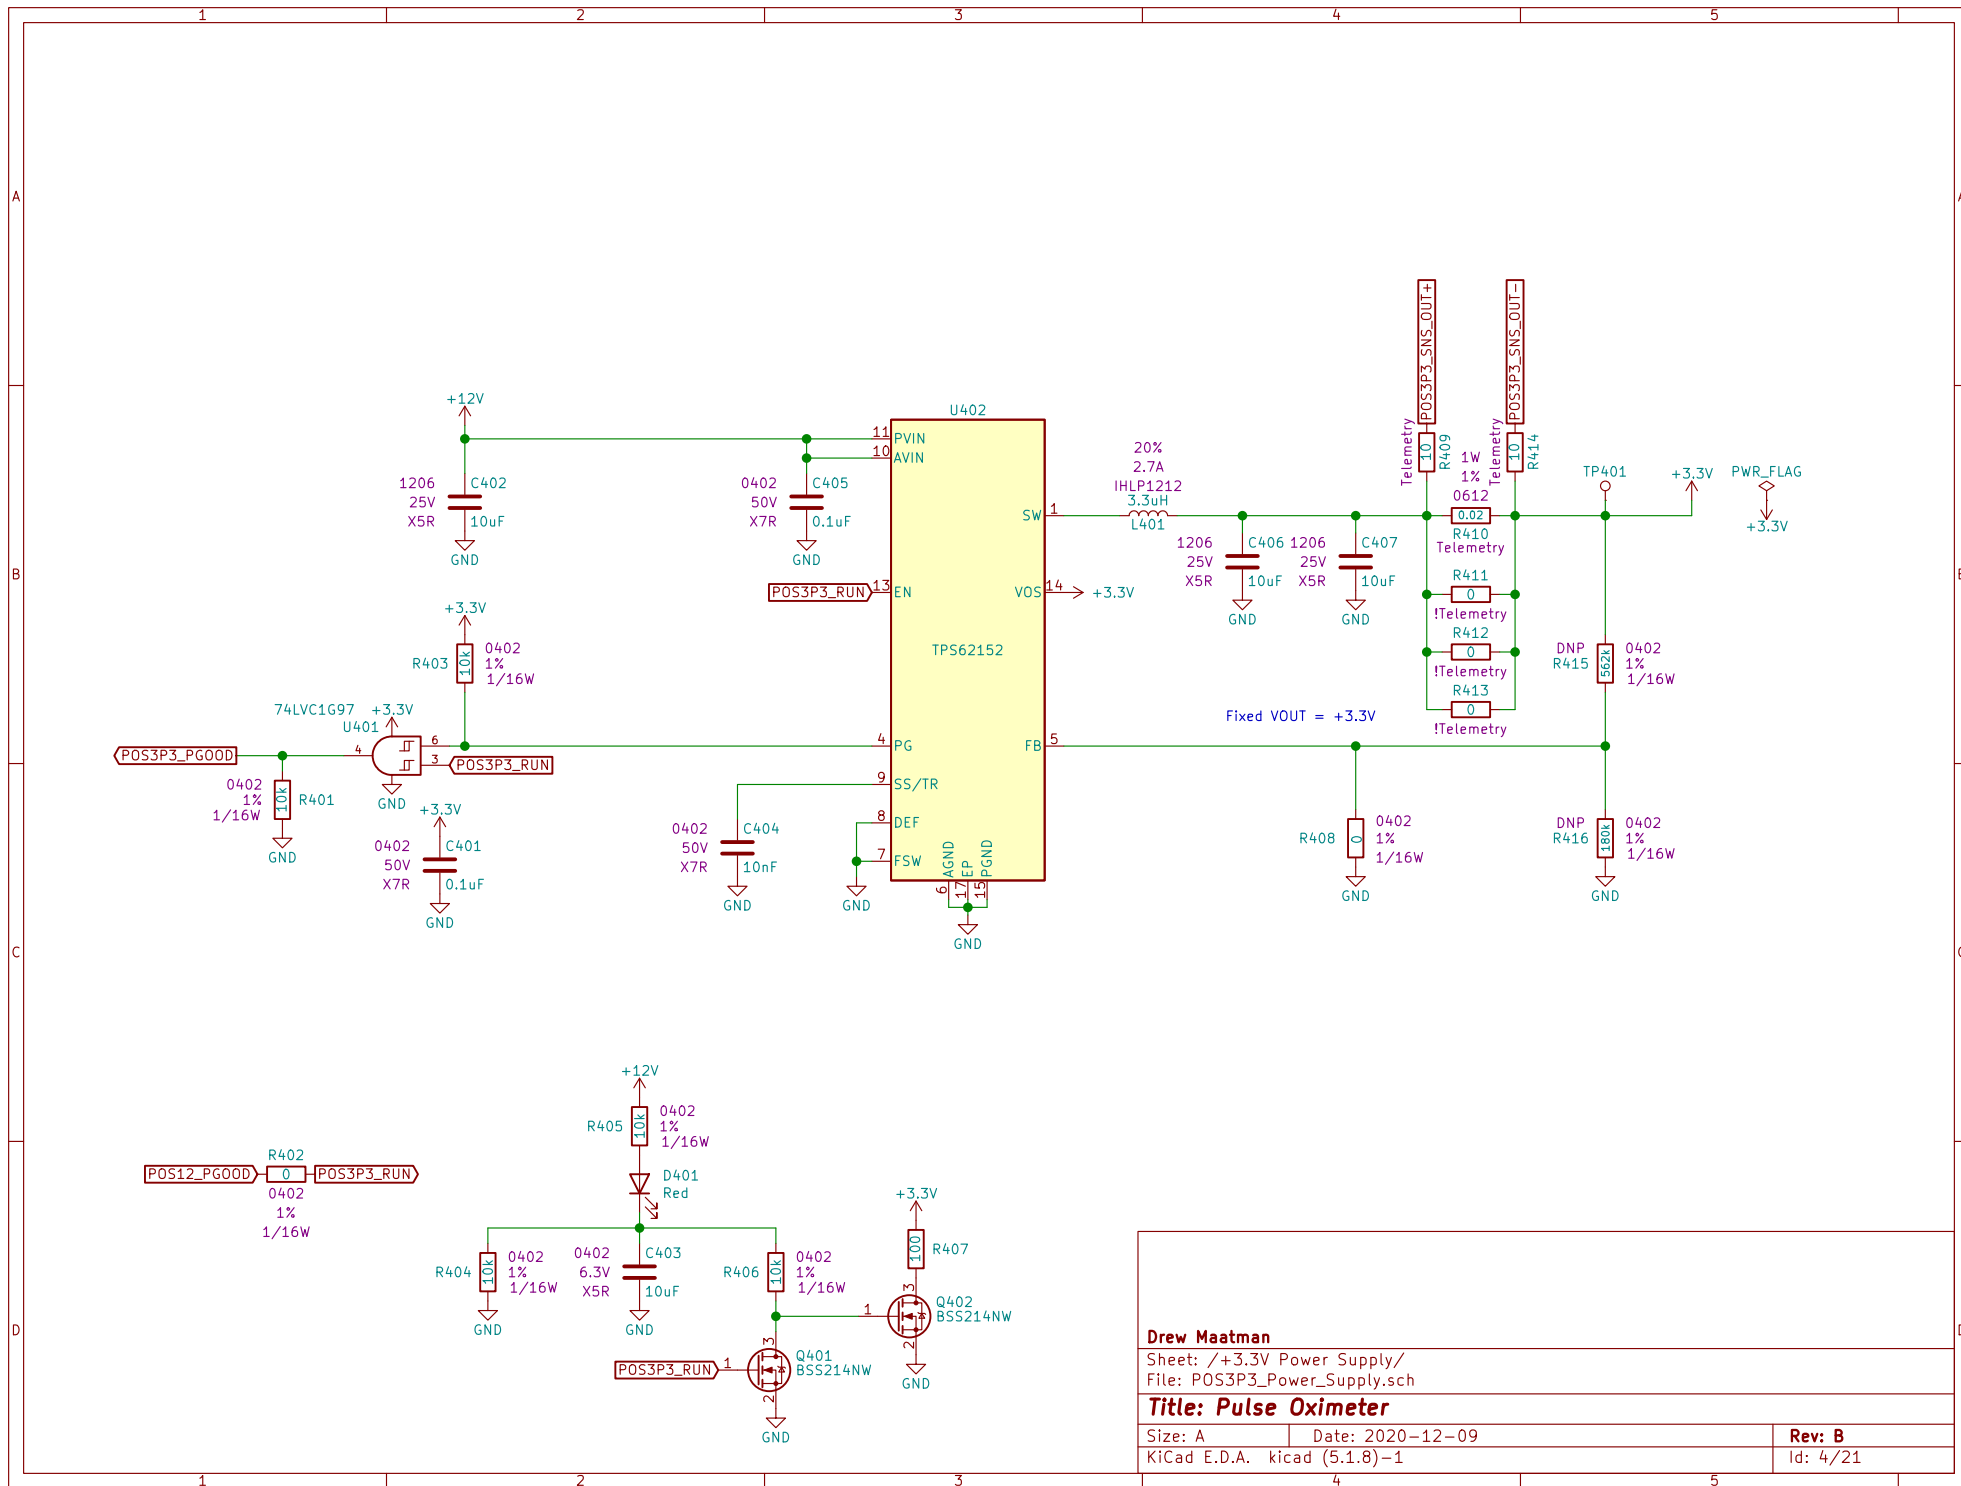 1 2 3 4 5
A
B
C
D
POS3P3_SNS_OUT+
POS3P3_SNS_OUT-
Telemetry
10
R409
Telemetry
10
R414
+12V
1206
25V
X5R
C402
10uF
GND
0402
50V
X7R
C405
0.1uF
GND
U402
11 PVIN
10 AVIN
SW 1
POS3P3_RUN
13 EN
VOS 14
+3.3V
TPS62152
4 PG
FB 5
9 SS/TR
8 DEF
7 FSW
AGND
EP
PGND
6
17
15
GND
20%
2.7A
IHLP1212
3.3uH
L401
1206
25V
X5R
C406
10uF
GND
1206
25V
X5R
C407
10uF
GND
1W
1%
0612
0.02
R410
Telemetry
R411
0
!Telemetry
R412
0
!Telemetry
R413
0
!Telemetry
TP401
+3.3V
PWR_FLAG
+3.3V
DNP
R415
562k
0402
1%
1/16W
Fixed VOUT = +3.3V
R408
0
0402
1%
1/16W
GND
DNP
R416
180k
0402
1%
1/16W
GND
+3.3V
R403
10k
0402
1%
1/16W
74LVC1G97
+3.3V
U401
POS3P3_PGOOD
4
6
3
POS3P3_RUN
GND
0402
1%
1/16W
10k
R401
GND
+3.3V
0402
50V
X7R
C401
0.1uF
GND
0402
50V
X7R
C404
10nF
GND
GND
R402
POS12_PGOOD
0
POS3P3_RUN
0402
1%
1/16W
+12V
R405
10k
0402
1%
1/16W
D401
Red
R404
10k
0402
1%
1/16W
GND
0402
6.3V
X5R
C403
10uF
GND
R406
10k
0402
1%
1/16W
+3.3V
100
R407
1
3
2
Q402
BSS214NW
GND
POS3P3_RUN
1
3
2
Q401
BSS214NW
GND
Drew Maatman
Sheet: /+3.3V Power Supply/
File: POS3P3_Power_Supply.sch
Title: Pulse Oximeter
Size: A
Date: 2020-12-09
Rev: B
KiCad E.D.A. kicad (5.1.8)-1
Id: 4/21
1 2 3 4 5